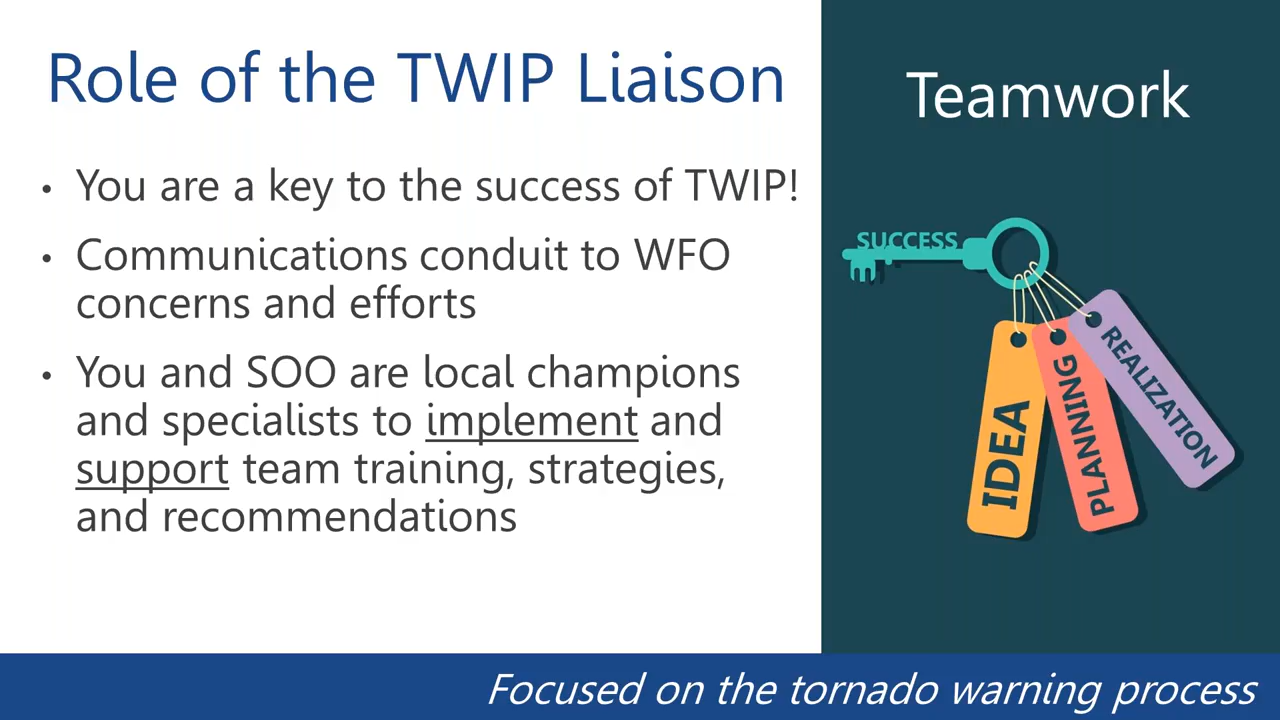 Role of the TWIP Liaison
• You are a key to the success of TWIP!
• Communications conduit to WFO
concerns and efforts
• You and SOO are local champions
and specialists to implement and
support team training, strategies,
and recommendations
Teamwork
SUCCESS
IDEA
PLANNING
REALIZATION
Focused on the tornado warning process